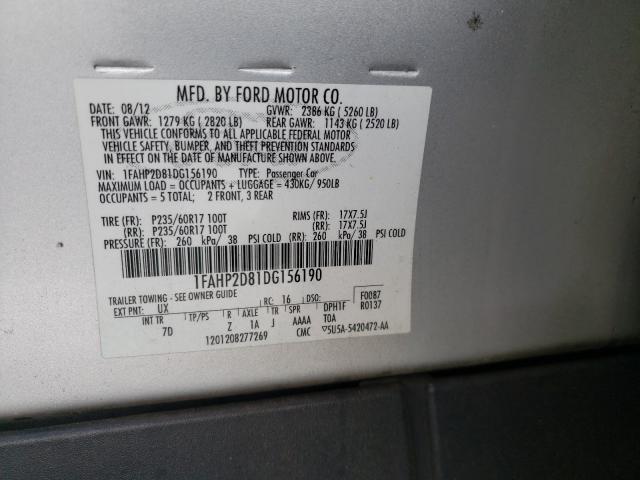 MFD. BY FORD MOTOR CO.
DATE: 08/12 GVWR: 2386 KG ( 5260 LB)
FRONT GAWR: 1279 KG ( 2820 LB) REAR GAWR: 1143 KG ( 2520 LB)
THIS VEHICLE CONFORMS TO ALL APPLICABLE FEDERAL MOTOR
VEHICLE SAFETY, BUMPER, AND THEFT PREVENTION STANDARDS
IN EFFECT ON THE DATE OF MANUFACTURE SHOWN ABOVE.
VIN: 1FAHP2D81DG156190 TYPE: Passenger Car
MAXIMUM LOAD = OCCUPANTS + LUGGAGE = 430KG/ 950LB
OCCUPANTS = 5 TOTAL: 2 FRONT, 3 REAR
TIRE (FR): P235/60R17 100T RIMS (FR): 17X7.5J
(RR): P235/60R17 100T (RR): 17X7.5J
PRESSURE (FR): 260 kPa/ 38 PSI COLD (RR): 260 kPa/ 38 PSI COLD
1FAHP2D81DG156190
TRAILER TOWING - SEE OWNER GUIDE
EXT PNT: UX RC: 16 DSO: F0087
INT TR TP/PS R AXLE TR SPR DPH1F R0137
7D Z 1A J AAAA TOA
1201208277269 CMC ▽5U5A-5420472-AA